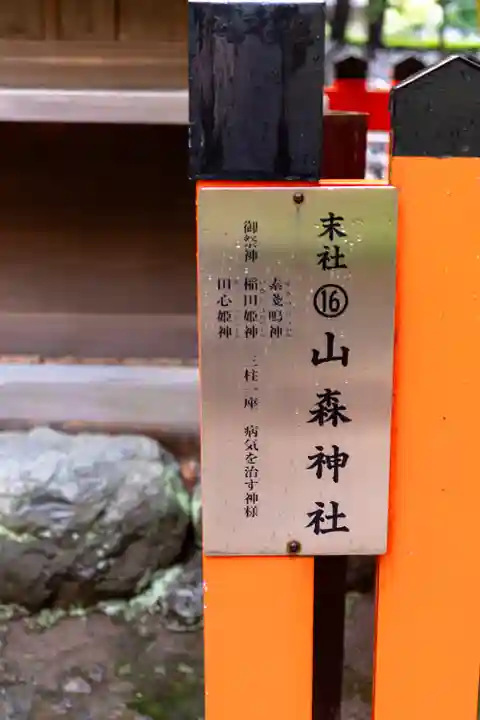 末社 ⑯ 山森神社
素戔嗚神
御祭神 稲田姫神 三柱一座 病気を治す神様
田心姫神